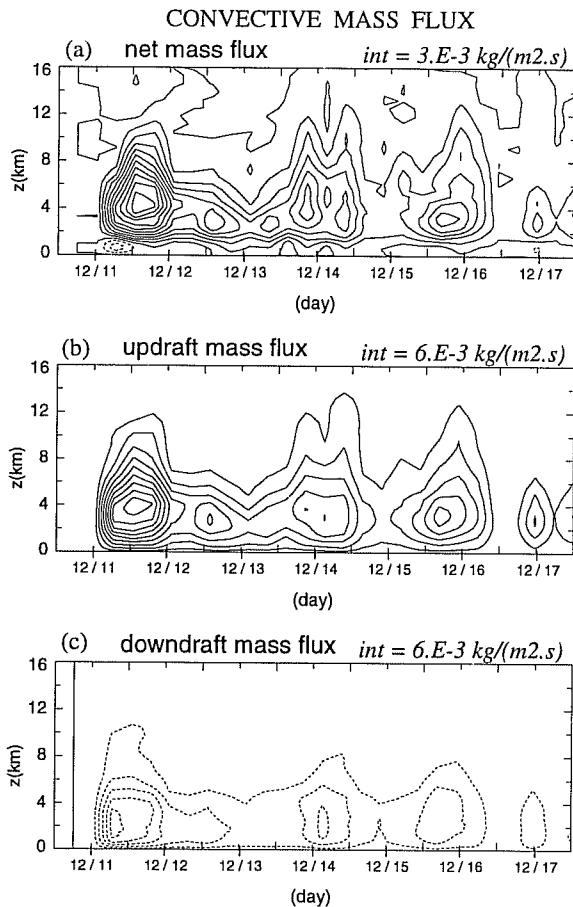 CONVECTIVE MASS FLUX
(a) net mass flux int = 3.E-3 kg/(m2.s)
16
12
z(km)
8
4
0
12 / 11 12 / 12 12 / 13 12 / 14 12 / 15 12 / 16 12 / 17
(day)
(b) updraft mass flux int = 6.E-3 kg/(m2.s)
16
12
z(km)
8
4
0
12 / 11 12 / 12 12 / 13 12 / 14 12 / 15 12 / 16 12 / 17
(day)
(c) downdraft mass flux int = 6.E-3 kg/(m2.s)
16
12
z(km)
8
4
0
12 / 11 12 / 12 12 / 13 12 / 14 12 / 15 12 / 16 12 / 17
(day)